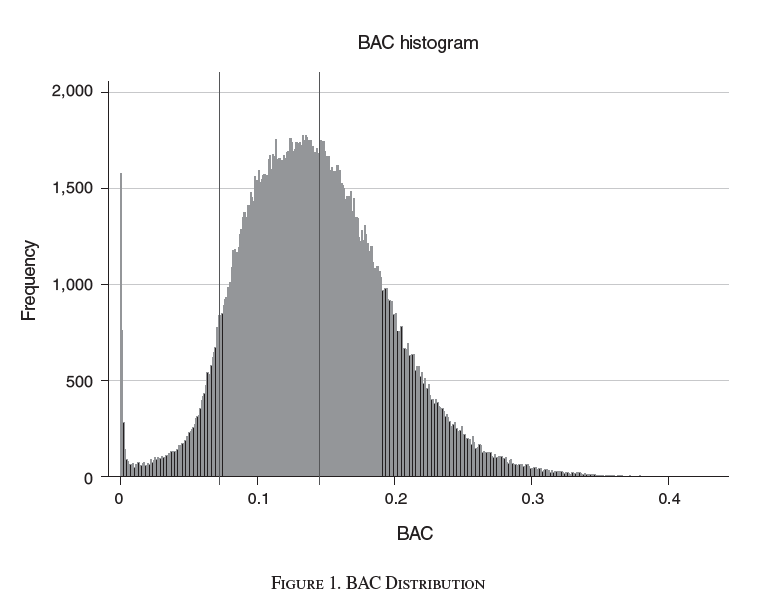 BAC histogram
2,000
1,500
1,000
500
0
Frequency
0 0.1 0.2 0.3 0.4
BAC
FIGURE 1. BAC DISTRIBUTION